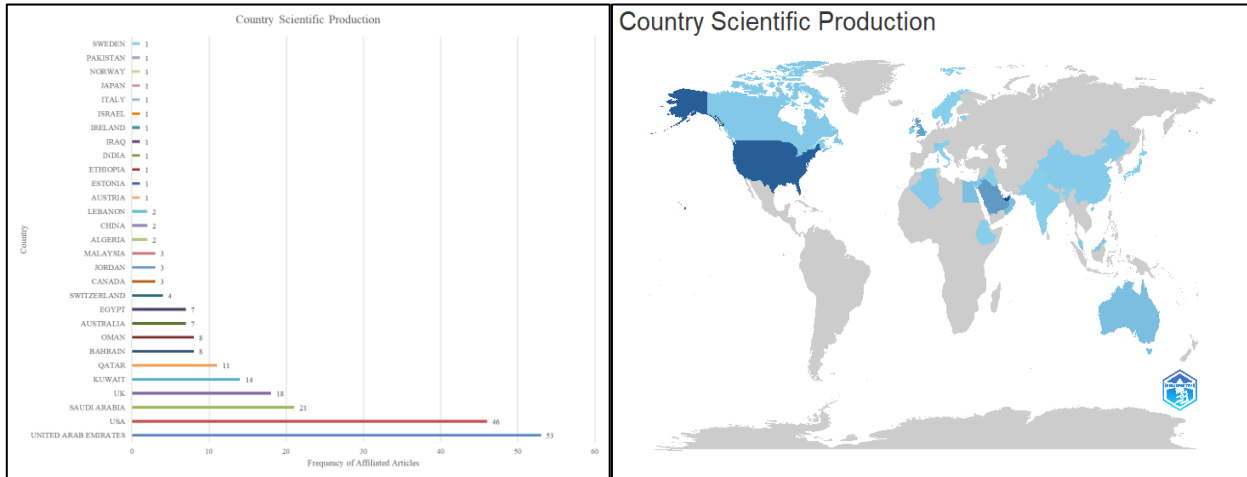 Country Scientific Production
SWEDEN 1
PAKISTAN 1
NORWAY 1
JAPAN 1
ITALY 1
ISRAEL 1
IRELAND 1
IRAQ 1
INDIA 1
ETHIOPIA 1
ESTONIA 1
AUSTRIA 1
LEBANON 2
CHINA 2
ALGERIA 2
MALAYSIA 3
JORDAN 3
CANADA 3
SWITZERLAND 4
EGYPT 7
AUSTRALIA 7
OMAN 8
BAHRAIN 8
QATAR 11
KUWAIT 14
UK 18
SAUDI ARABIA 21
USA 46
UNITED ARAB EMIRATES 53
Country
0 10 20 30 40 50 60
Frequency of Affiliated Articles
Country Scientific Production